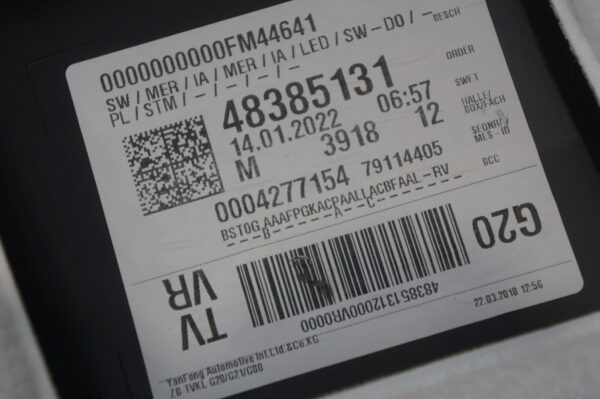 0000000000FM44641
SW/MER/IA/MER/IA/LED/SW-DO/-
BESCH
PL/STM/-/-/-/-
48385131
ORDER
14.01.2022 06:57
SWET
M 3918 12
HALLE/
BOX/FACH
SEQNR/
MLS-ID
0004277154 79114405
BST0G AAAFPGKACPAALLACBFAAL-RV
DCC
G20
TV
VR
483851312000VR0000
22.03.2018 12:56
YanFeng Automotive Int.Ltd.&Co.KG
ZB TVKL G20/G21/G80